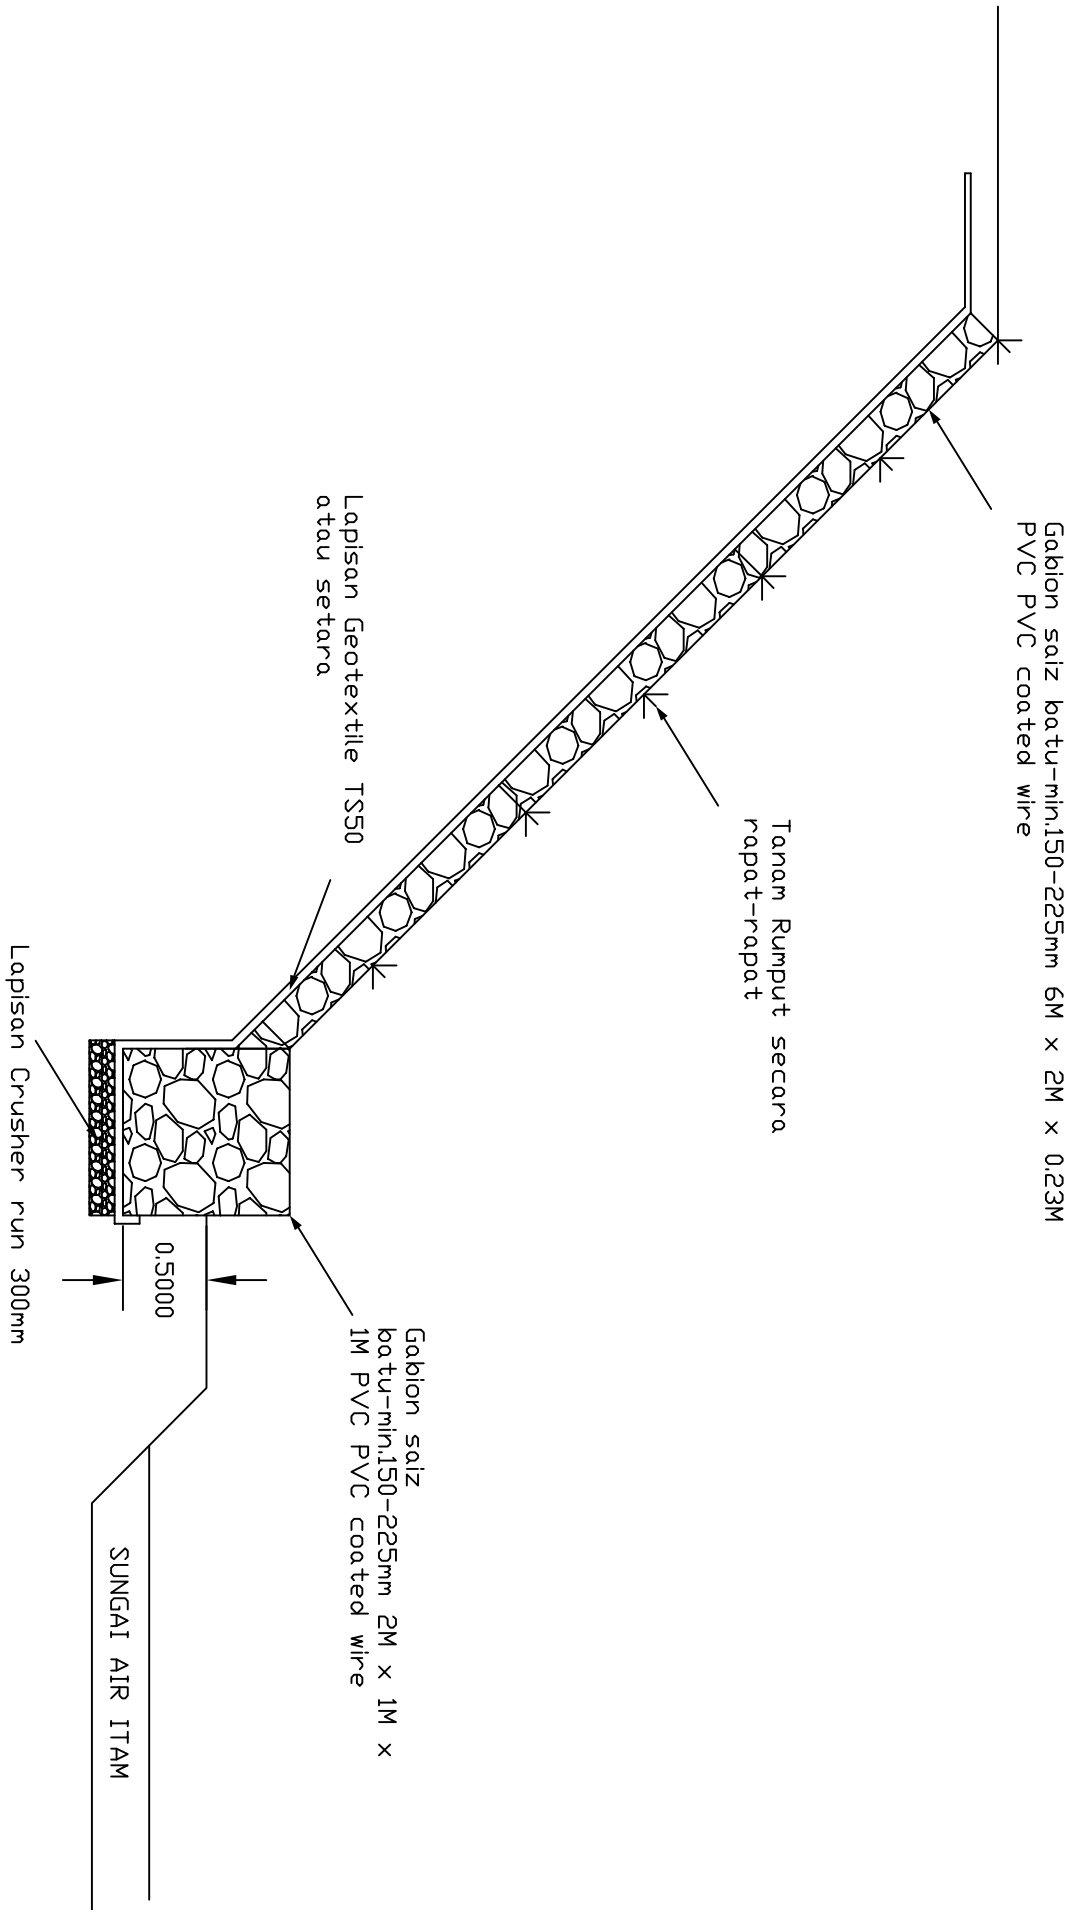 Gabion saiz batu-min.150-225mm 6M x 2M x 0.23M
PVC PVC coated wire
Tanam Rumput secara
rapat-rapat
Lapisan Geotextile TS50
atau setara
Gabion saiz
batu-min.150-225mm 2M x 1M x
1M PVC PVC coated wire
0.5000
SUNGAI AIR ITAM
Lapisan Crusher run 300mm